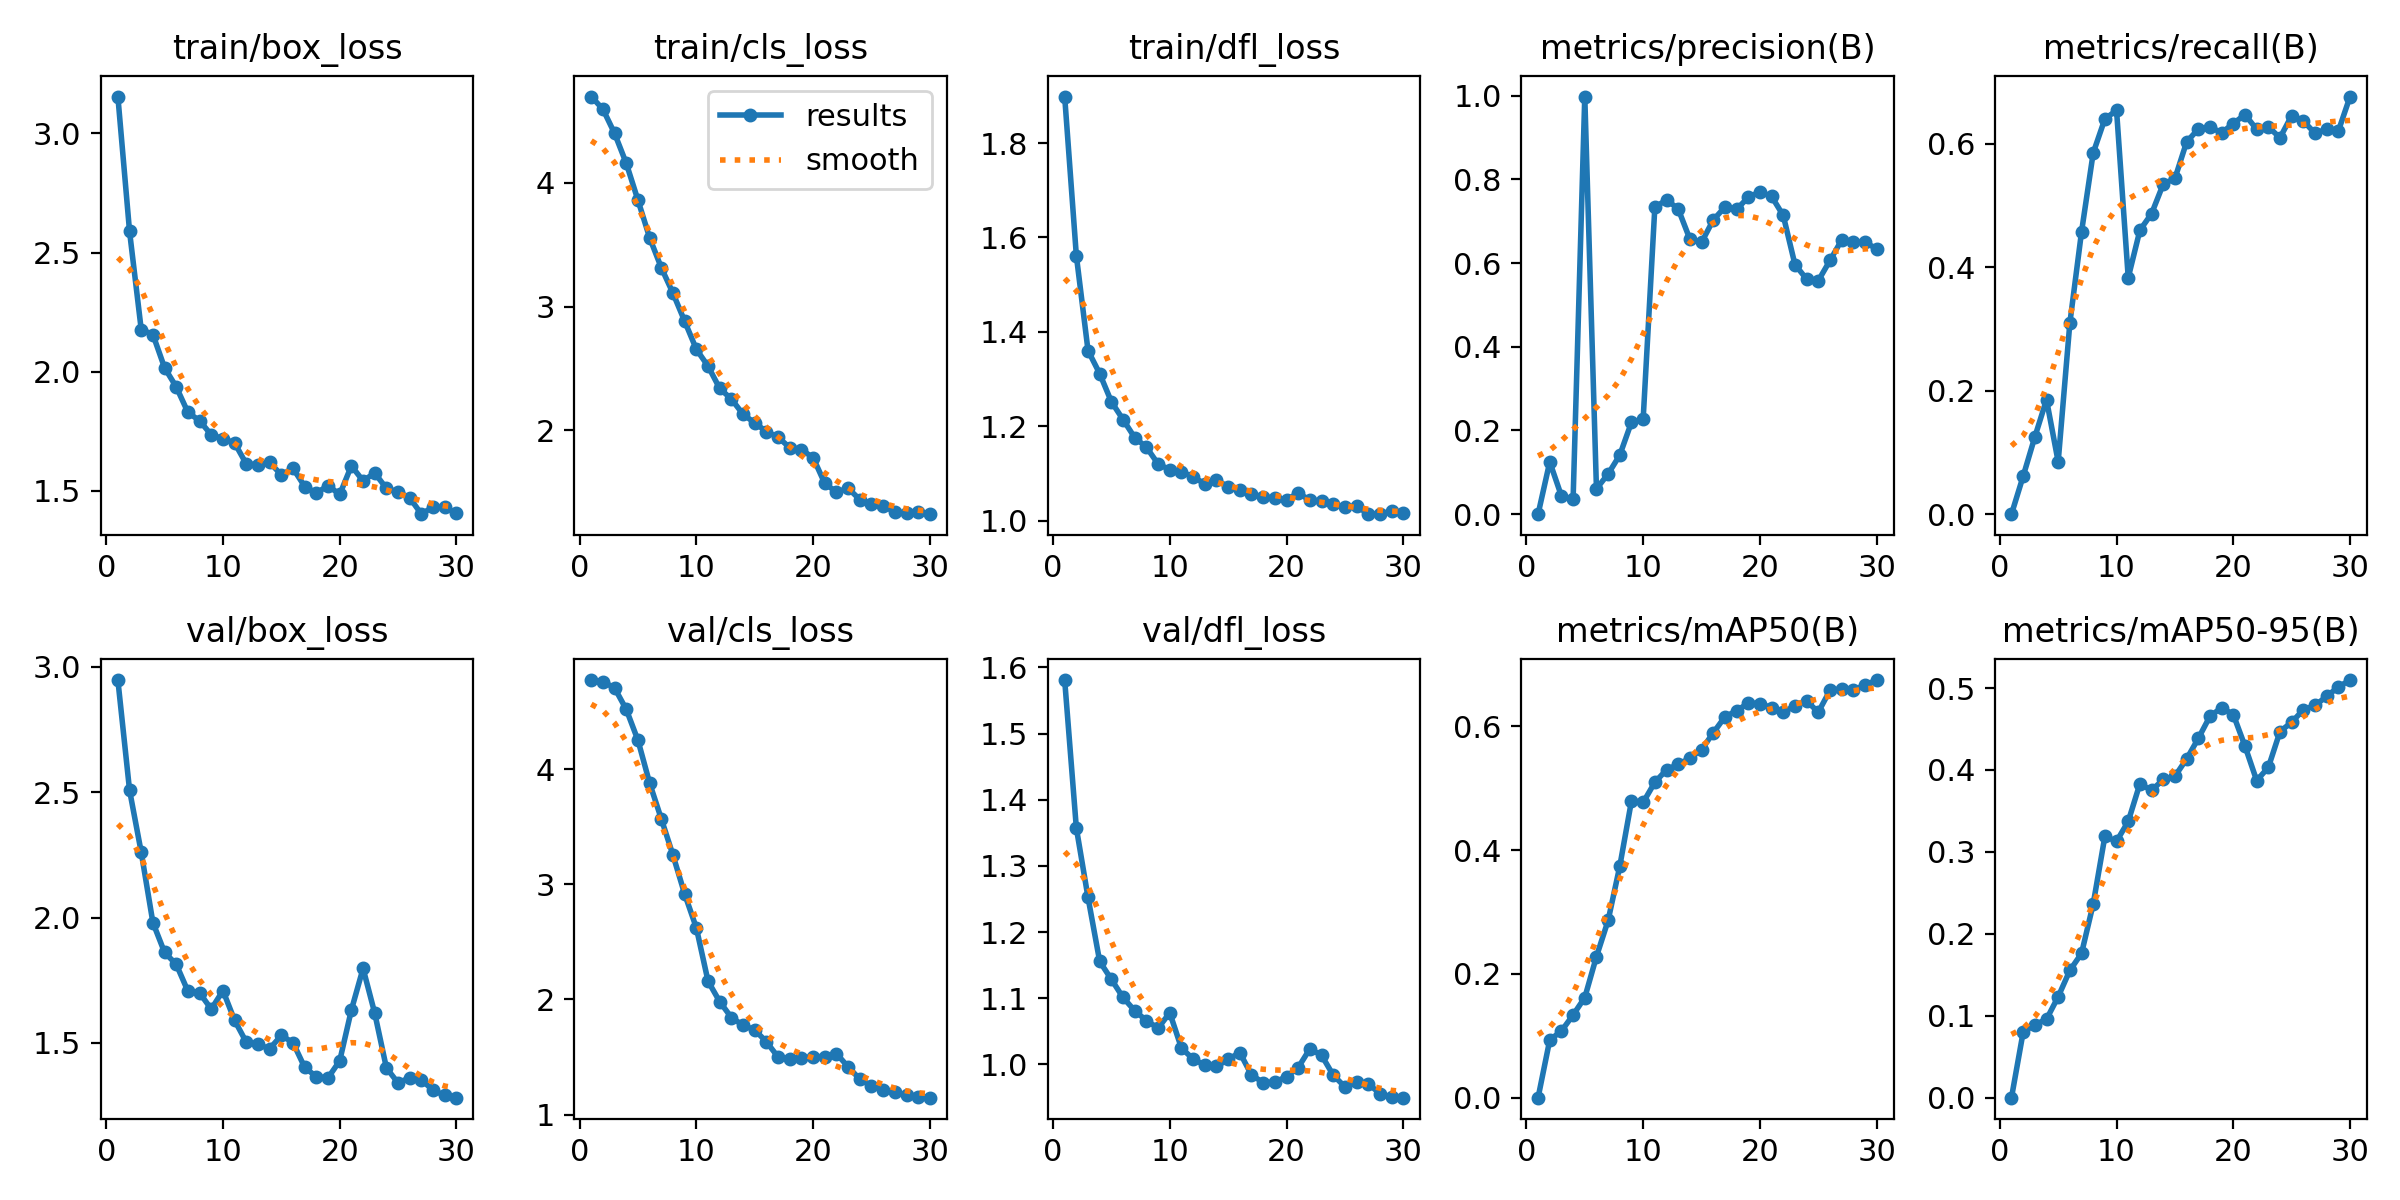 train/box_loss
3.0
2.5
2.0
1.5
0 10 20 30
train/cls_loss
results
smooth
4
3
2
0 10 20 30
train/dfl_loss
1.8
1.6
1.4
1.2
1.0
0 10 20 30
metrics/precision(B)
1.0
0.8
0.6
0.4
0.2
0.0
0 10 20 30
metrics/recall(B)
0.6
0.4
0.2
0.0
0 10 20 30
val/box_loss
3.0
2.5
2.0
1.5
0 10 20 30
val/cls_loss
4
3
2
1
0 10 20 30
val/dfl_loss
1.6
1.5
1.4
1.3
1.2
1.1
1.0
0 10 20 30
metrics/mAP50(B)
0.6
0.4
0.2
0.0
0 10 20 30
metrics/mAP50-95(B)
0.5
0.4
0.3
0.2
0.1
0.0
0 10 20 30